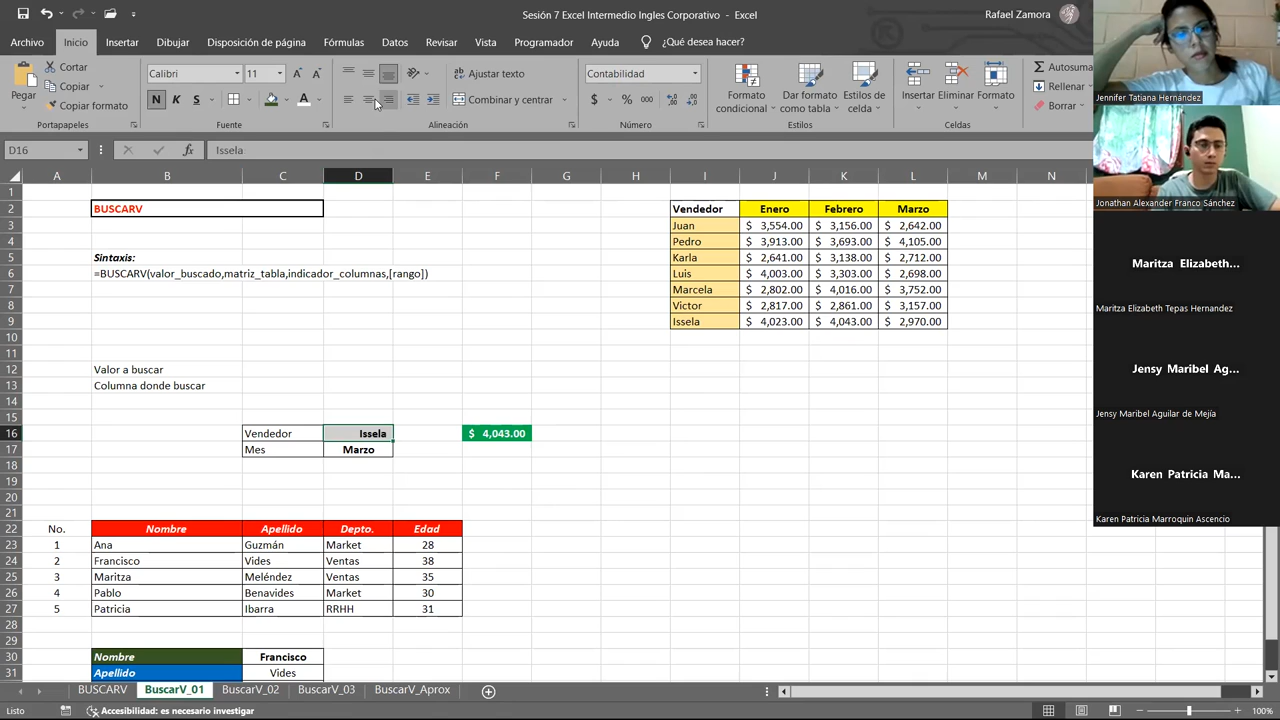 Sesión 7 Excel Intermedio Ingles Corporativo - Excel
Rafael Zamora
Archivo Inicio Insertar Dibujar Disposición de página Fórmulas Datos Revisar Vista Programador Ayuda ¿Qué desea hacer?
Pegar
Cortar
Copiar
Copiar formato
Portapapeles
Calibri 11
N K S
Fuente
Ajustar texto
Combinar y centrar
Alineación
Contabilidad
$ % 000
Número
Formato condicional
Dar formato como tabla
Estilos de celda
Estilos
Insertar Eliminar Formato
Celdas
Autosuma
Rellenar
Borrar
Jennifer Tatiana Hernández
D16 fx Issela
A B C D E F G H I J K L M N
1
2 BUSCARV Vendedor Enero Febrero Marzo
3 Juan $ 3,554.00 $ 3,156.00 $ 2,642.00
4 Pedro $ 3,913.00 $ 3,693.00 $ 4,105.00
5 Sintaxis: Karla $ 2,641.00 $ 3,138.00 $ 2,712.00
6 =BUSCARV(valor_buscado,matriz_tabla,indicador_columnas,[rango]) Luis $ 4,003.00 $ 3,303.00 $ 2,698.00
7 Marcela $ 2,802.00 $ 4,016.00 $ 3,752.00
8 Victor $ 2,817.00 $ 2,861.00 $ 3,157.00
9 Issela $ 4,023.00 $ 4,043.00 $ 2,970.00
10
11
12 Valor a buscar
13 Columna donde buscar
14
15
16 Vendedor Issela $ 4,043.00
17 Mes Marzo
18
19
20
21
22 No. Nombre Apellido Depto. Edad
23 1 Ana Guzmán Market 28
24 2 Francisco Vides Ventas 38
25 3 Maritza Meléndez Ventas 35
26 4 Pablo Benavides Market 30
27 5 Patricia Ibarra RRHH 31
28
29
30 Nombre Francisco
31 Apellido Vides
Jonathan Alexander Franco Sánchez
Maritza Elizabeth...
Maritza Elizabeth Tepas Hernandez
Jensy Maribel Ag...
Jensy Maribel Aguilar de Mejía
Karen Patricia Ma...
Karen Patricia Marroquin Ascencio
BUSCARV BuscarV_01 BuscarV_02 BuscarV_03 BuscarV_Aprox
Listo Accesibilidad: es necesario investigar 100%